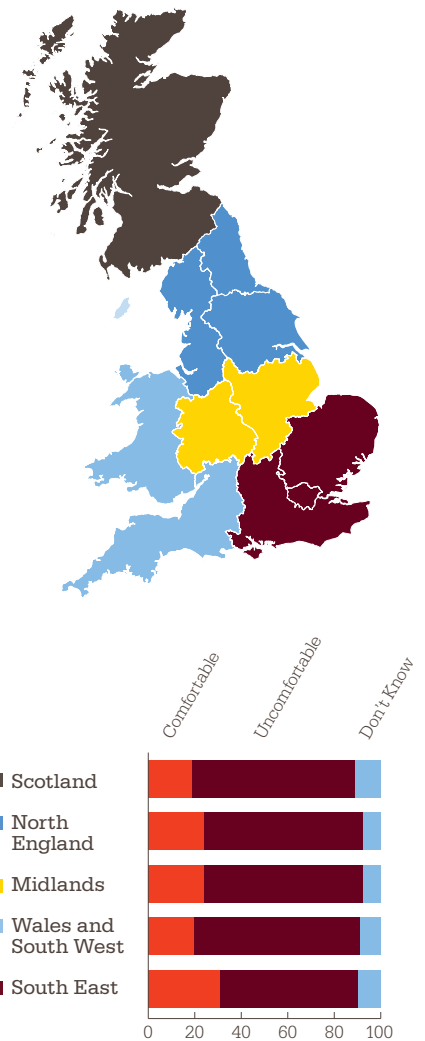 Comfortable
Uncomfortable
Don't Know
Scotland
North
England
Midlands
Wales and
South West
South East
0 20 40 60 80 100